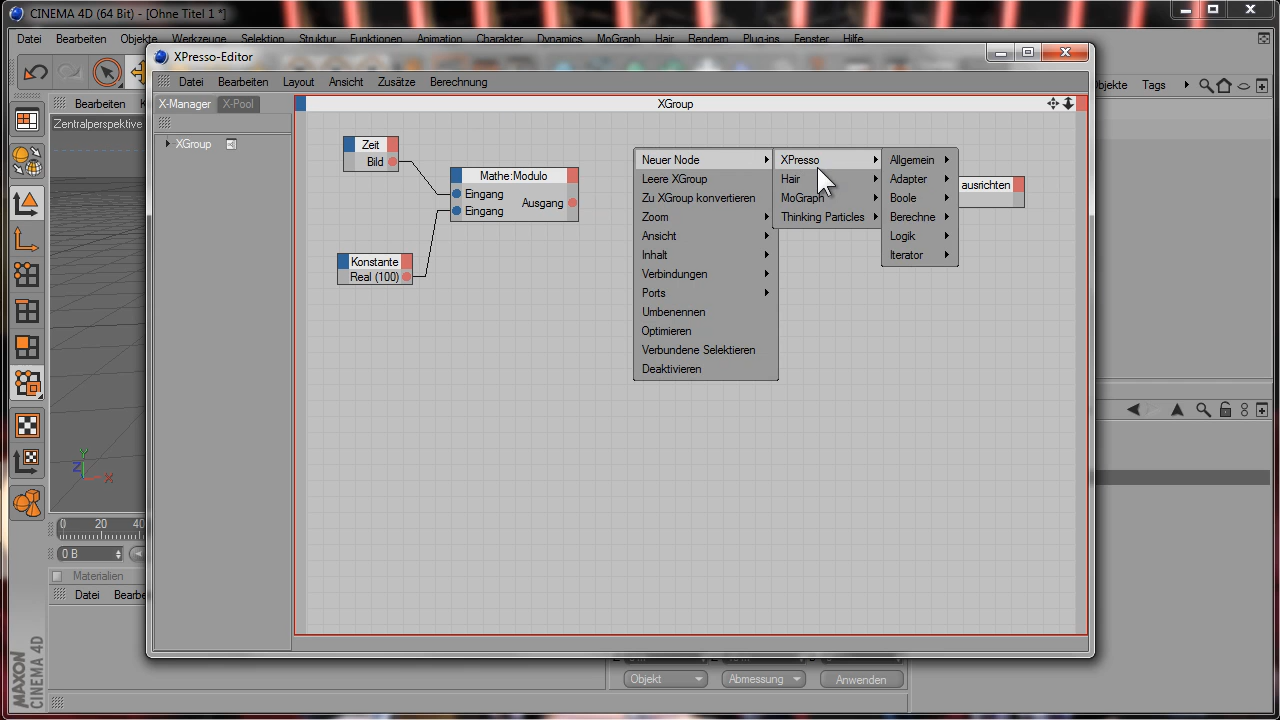 CINEMA 4D (64 Bit) - [Ohne Titel 1 *]
Datei Bearbeiten Objekte Werkzeuge Selektion Struktur Funktionen Animation Charakter Dynamics MoGraph Hair Rendern Plug-ins Fenster Hilfe
XPresso-Editor
Datei Bearbeiten Layout Ansicht Zusätze Berechnung
Objekte Tags
Bearbeiten
X-Manager X-Pool
XGroup
Zentralperspektive
XGroup
Zeit
Bild
Mathe:Modulo
Eingang
Eingang
Ausgang
Konstante
Real (100)
ausrichten
Neuer Node
Leere XGroup
Zu XGroup konvertieren
Zoom
Ansicht
Inhalt
Verbindungen
Ports
Umbenennen
Optimieren
Verbundene Selektieren
Deaktivieren
XPresso
Hair
MoGraph
Thinking Particles
Allgemein
Adapter
Boole
Berechne
Logik
Iterator
Y
Z
X
0 20 40
0 B
Materialien
Datei Bearbe
Objekt Abmessung Anwenden
MAXON
CINEMA 4D